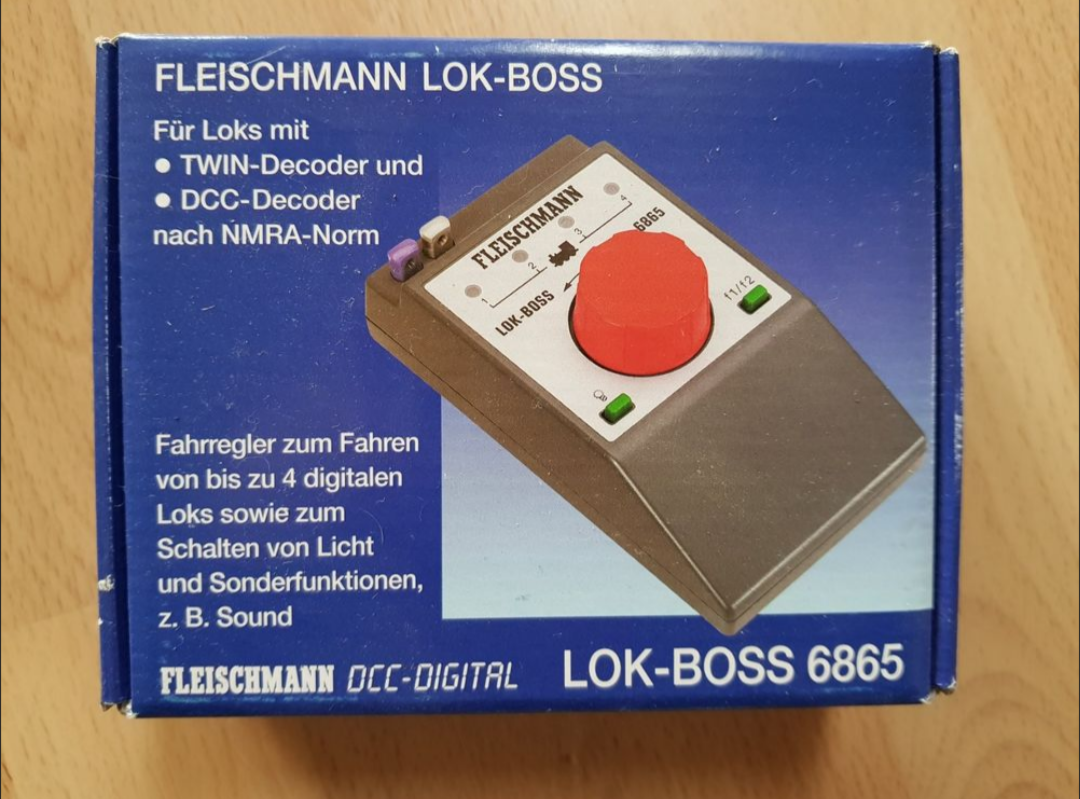 FLEISCHMANN LOK-BOSS
Für Loks mit
● TWIN-Decoder und
● DCC-Decoder
nach NMRA-Norm
FLEISCHMANN
1 2 3 4
LOK-BOSS
6865
f1/f2
Fahrregler zum Fahren
von bis zu 4 digitalen
Loks sowie zum
Schalten von Licht
und Sonderfunktionen,
z. B. Sound
FLEISCHMANN DCC-DIGITAL
LOK-BOSS 6865